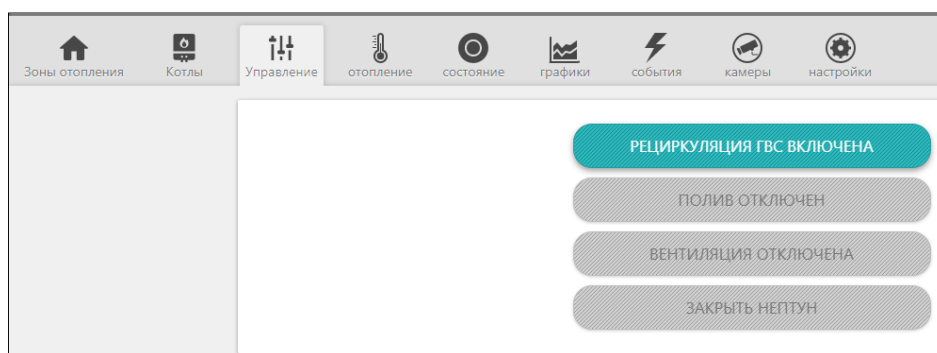 Зоны отопления Котлы Управление отопление состояние графики события камеры настройки
РЕЦИРКУЛЯЦИЯ ГВС ВКЛЮЧЕНА
ПОЛИВ ОТКЛЮЧЕН
ВЕНТИЛЯЦИЯ ОТКЛЮЧЕНА
ЗАКРЫТЬ НЕПТУН